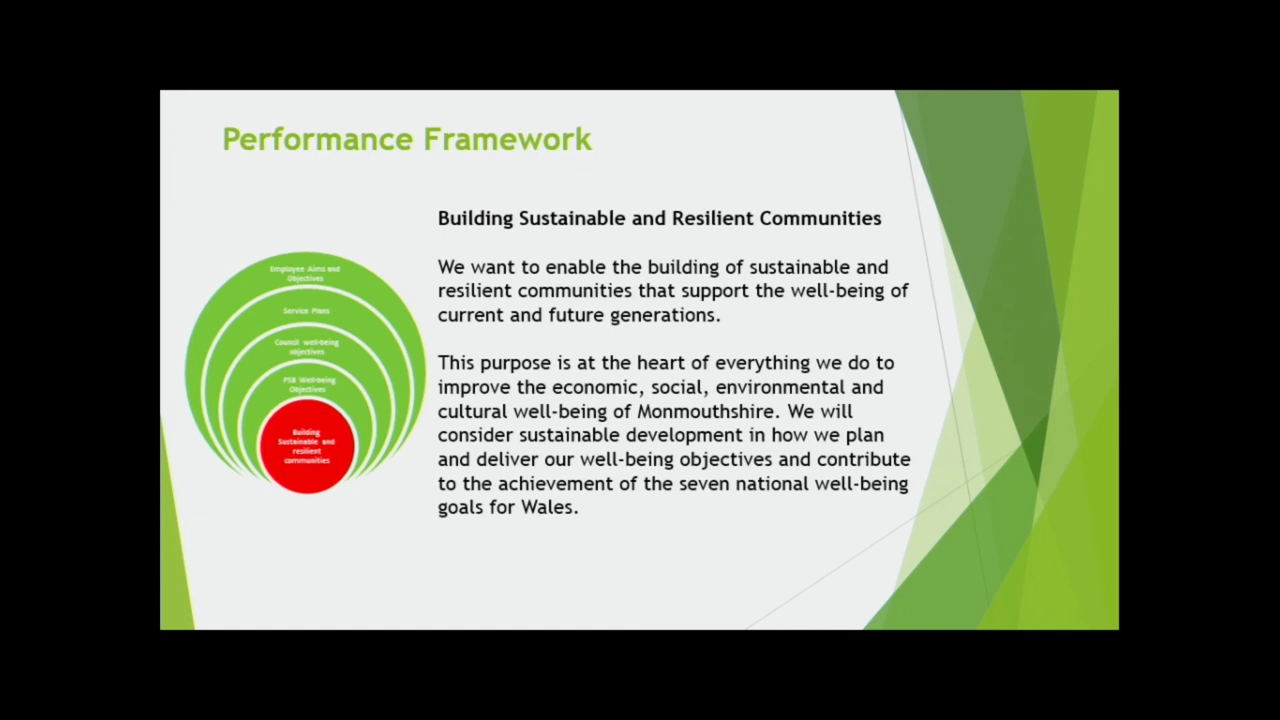 Performance Framework
Building Sustainable and Resilient Communities
We want to enable the building of sustainable and
resilient communities that support the well-being of
current and future generations.
This purpose is at the heart of everything we do to
improve the economic, social, environmental and
cultural well-being of Monmouthshire. We will
consider sustainable development in how we plan
and deliver our well-being objectives and contribute
to the achievement of the seven national well-being
goals for Wales.
Employee Aims and
Objectives
Service Plans
Council well-being
objectives
PSB Well-being
Objectives
Building
Sustainable and
resilient
communities